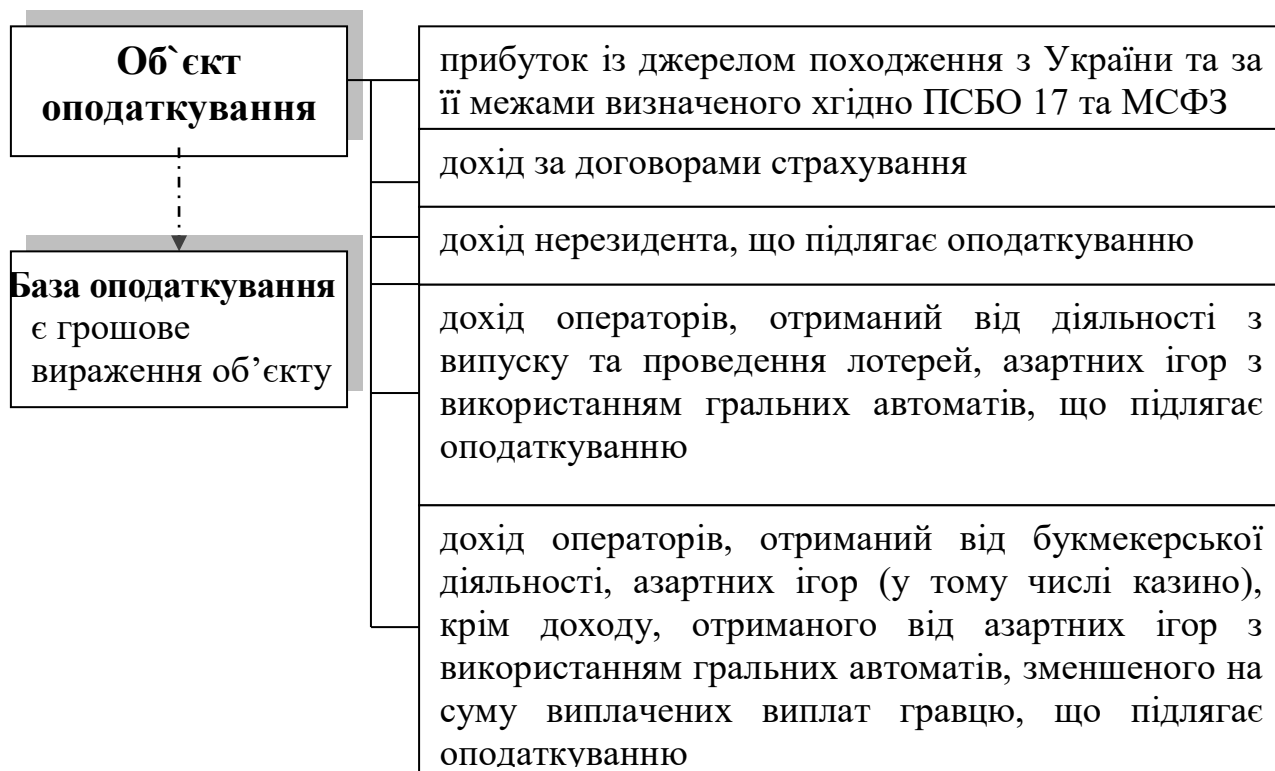 Об`єкт
оподаткування
База оподаткування
є грошове
вираження об’єкту
прибуток із джерелом походження з України та за
її межами визначеного хгідно ПСБО 17 та МСФЗ
дохід за договорами страхування
дохід нерезидента, що підлягає оподаткуванню
дохід операторів, отриманий від діяльності з
випуску та проведення лотерей, азартних ігор з
використанням гральних автоматів, що підлягає
оподаткуванню
дохід операторів, отриманий від букмекерської
діяльності, азартних ігор (у тому числі казино),
крім доходу, отриманого від азартних ігор з
використанням гральних автоматів, зменшеного на
суму виплачених виплат гравцю, що підлягає
оподаткуванню